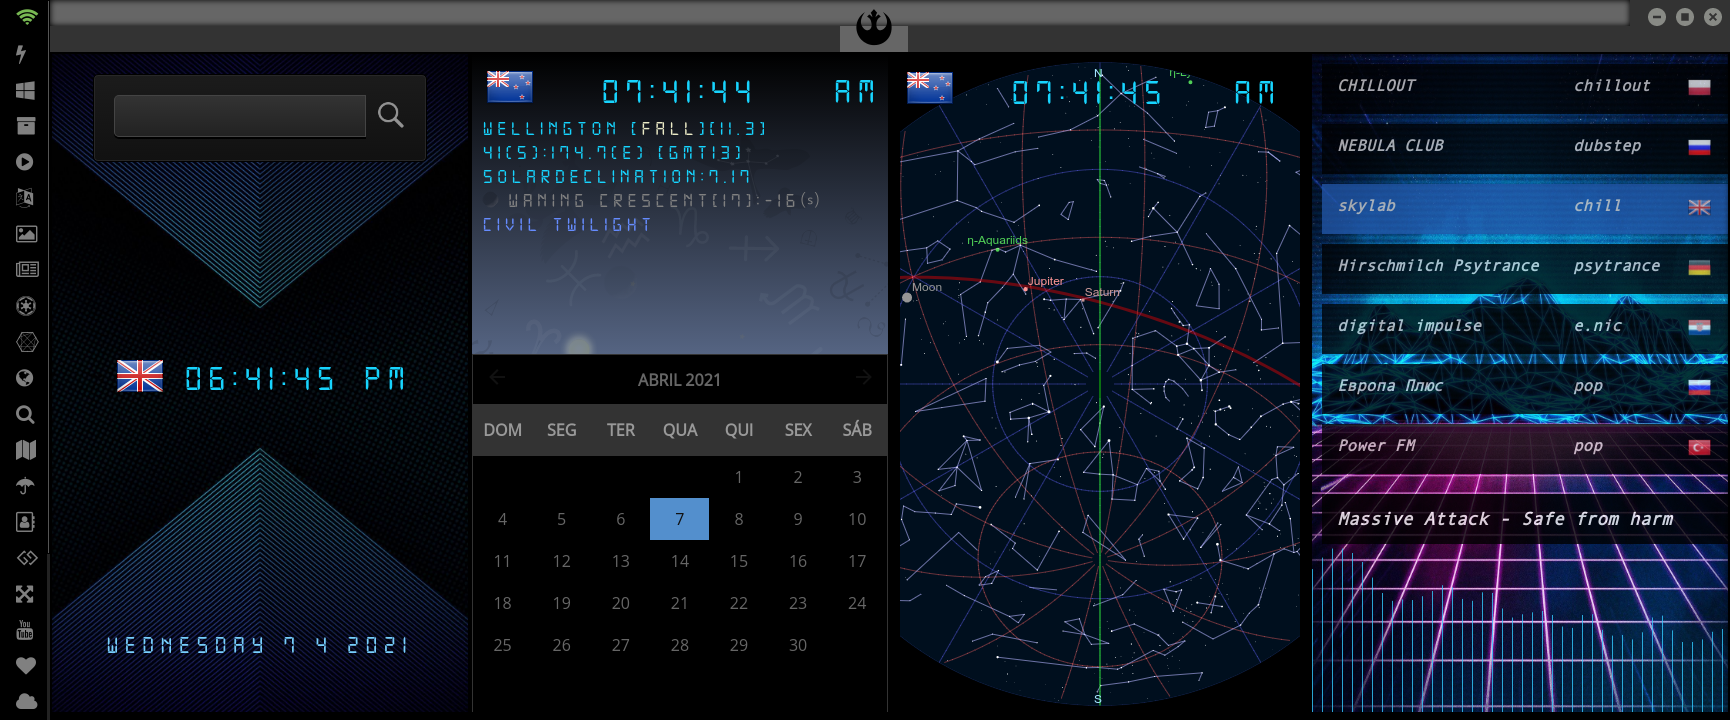 06:41:45 PM
WEDNESDAY 7 4 2021
07:41:44 AM
WELLINGTON [FALL][11.3]
41(S):174.7(E) [GMT13]
SOLARDECLINATION:7.17
WANING CRESCENT[17]:-16(s)
CIVIL TWILIGHT
ABRIL 2021
DOM SEG TER QUA QUI SEX SÁB
1 2 3
4 5 6 7 8 9 10
11 12 13 14 15 16 17
18 19 20 21 22 23 24
25 26 27 28 29 30
07:41:45 AM
N
η-Aquariids
Jupiter
Moon
Saturn
S
CHILLOUT chillout
NEBULA CLUB dubstep
skylab chill
Hirschmilch Psytrance psytrance
digital impulse e.nic
Европа Плюс pop
Power FM pop
Massive Attack - Safe from harm
You Tube